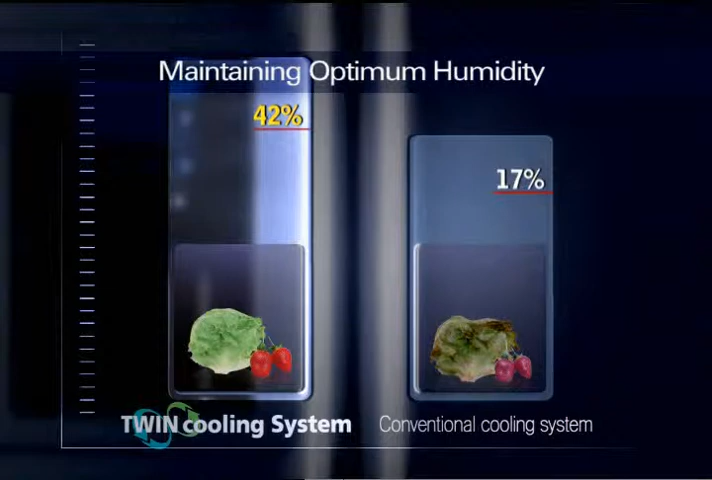 Maintaining Optimum Humidity
42%
17%
TWIN cooling System
Conventional cooling system